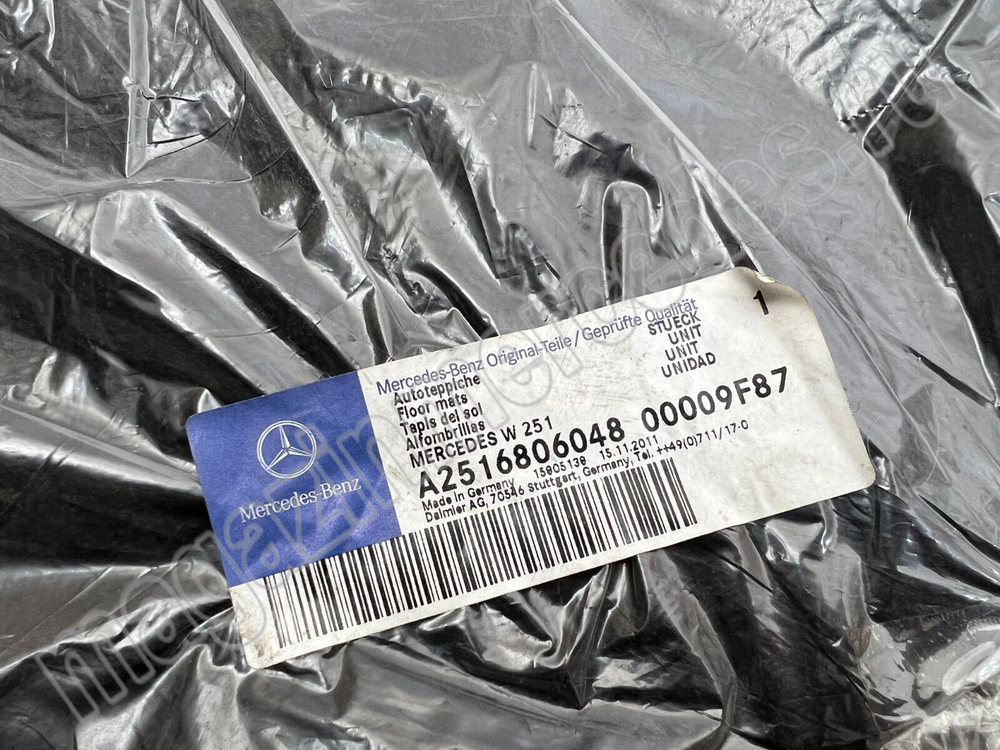 Mercedes-Benz Original-Teile / Geprüfte Qualität
1
STUECK
UNIT
UNIT
UNIDAD
Autoteppiche
Floor mats
Tapis del sol
Alfombrillas
MERCEDES W 251
A2516806048 00009F87
Made in Germany 15805138 15.11.2011
Daimler AG, 70546 Stuttgart, Germany, Tel. ++49(0)711/17-0
Mercedes-Benz